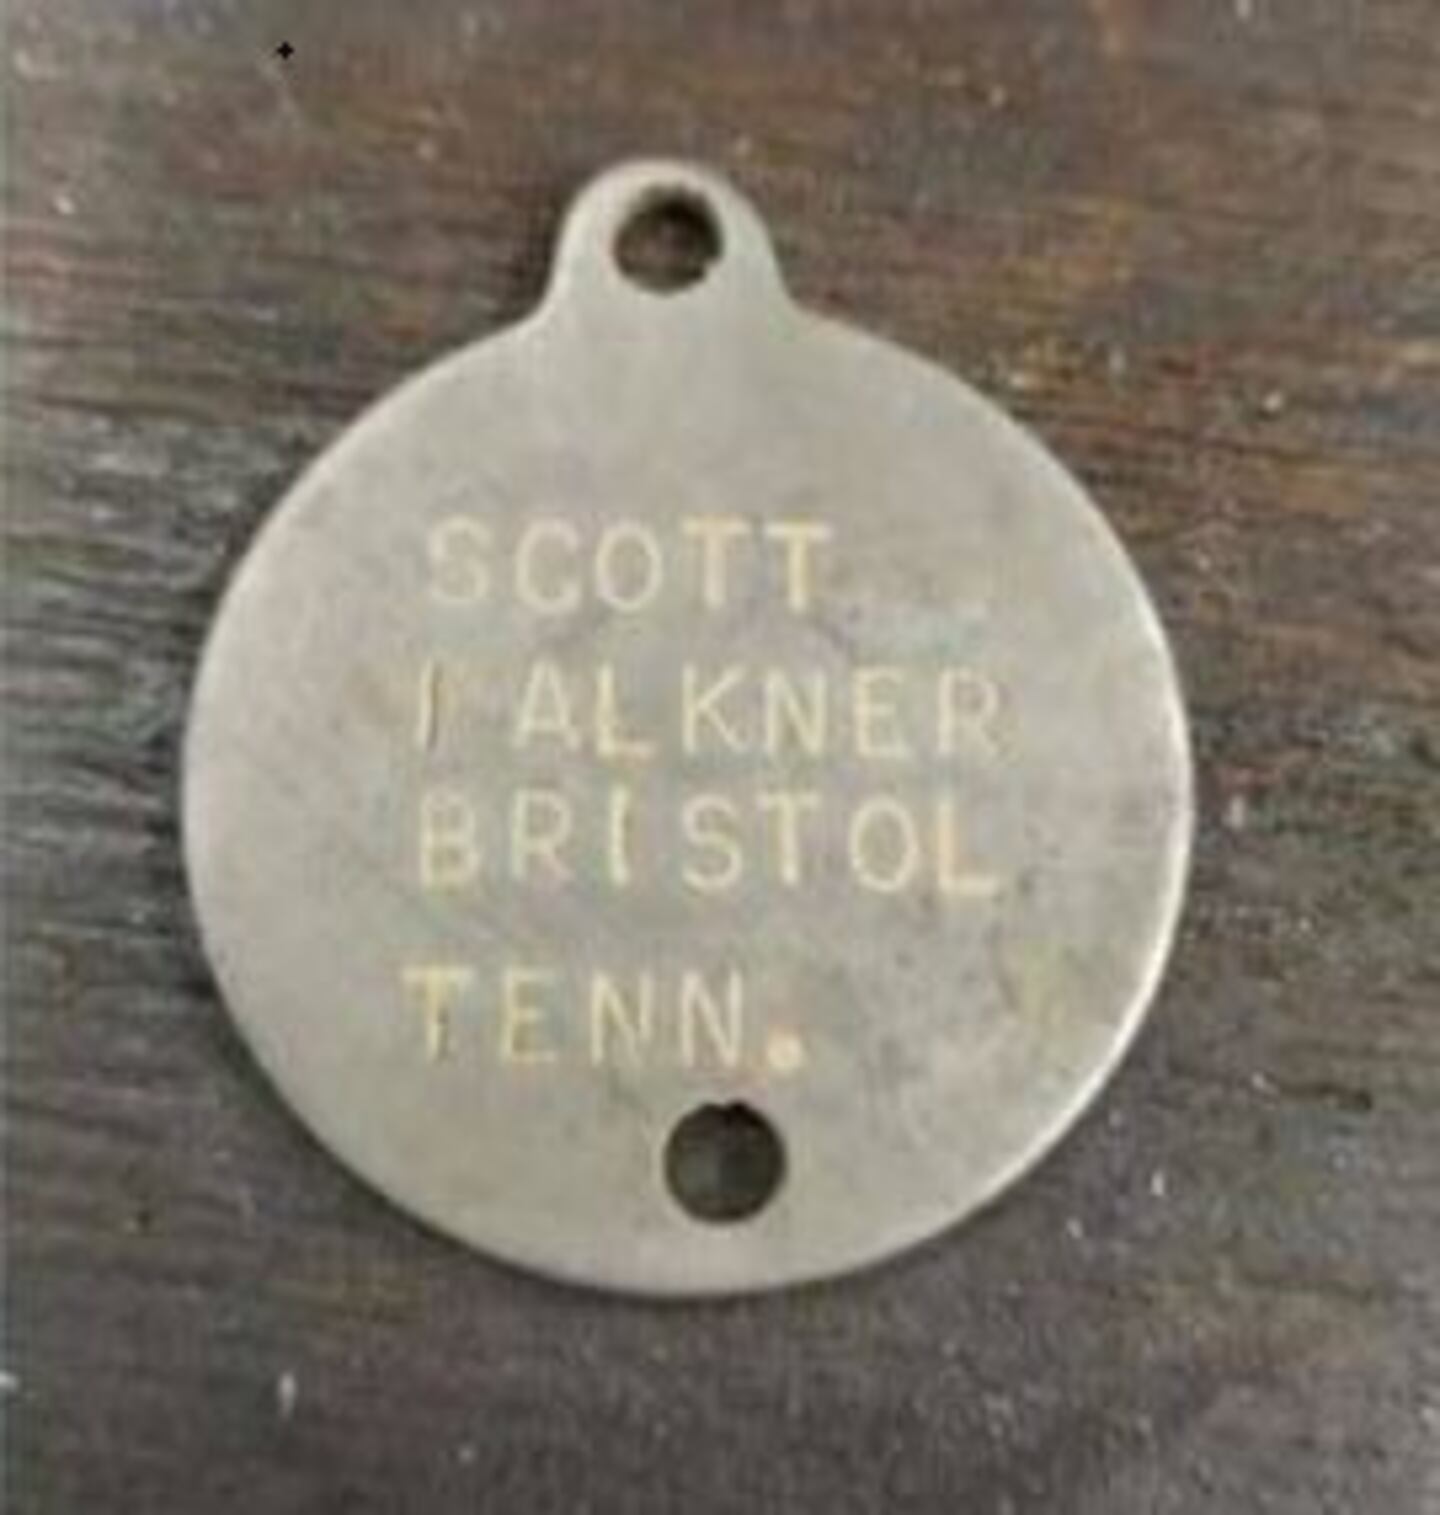 SCOTT
FALKNER
BRISTOL
TENN.